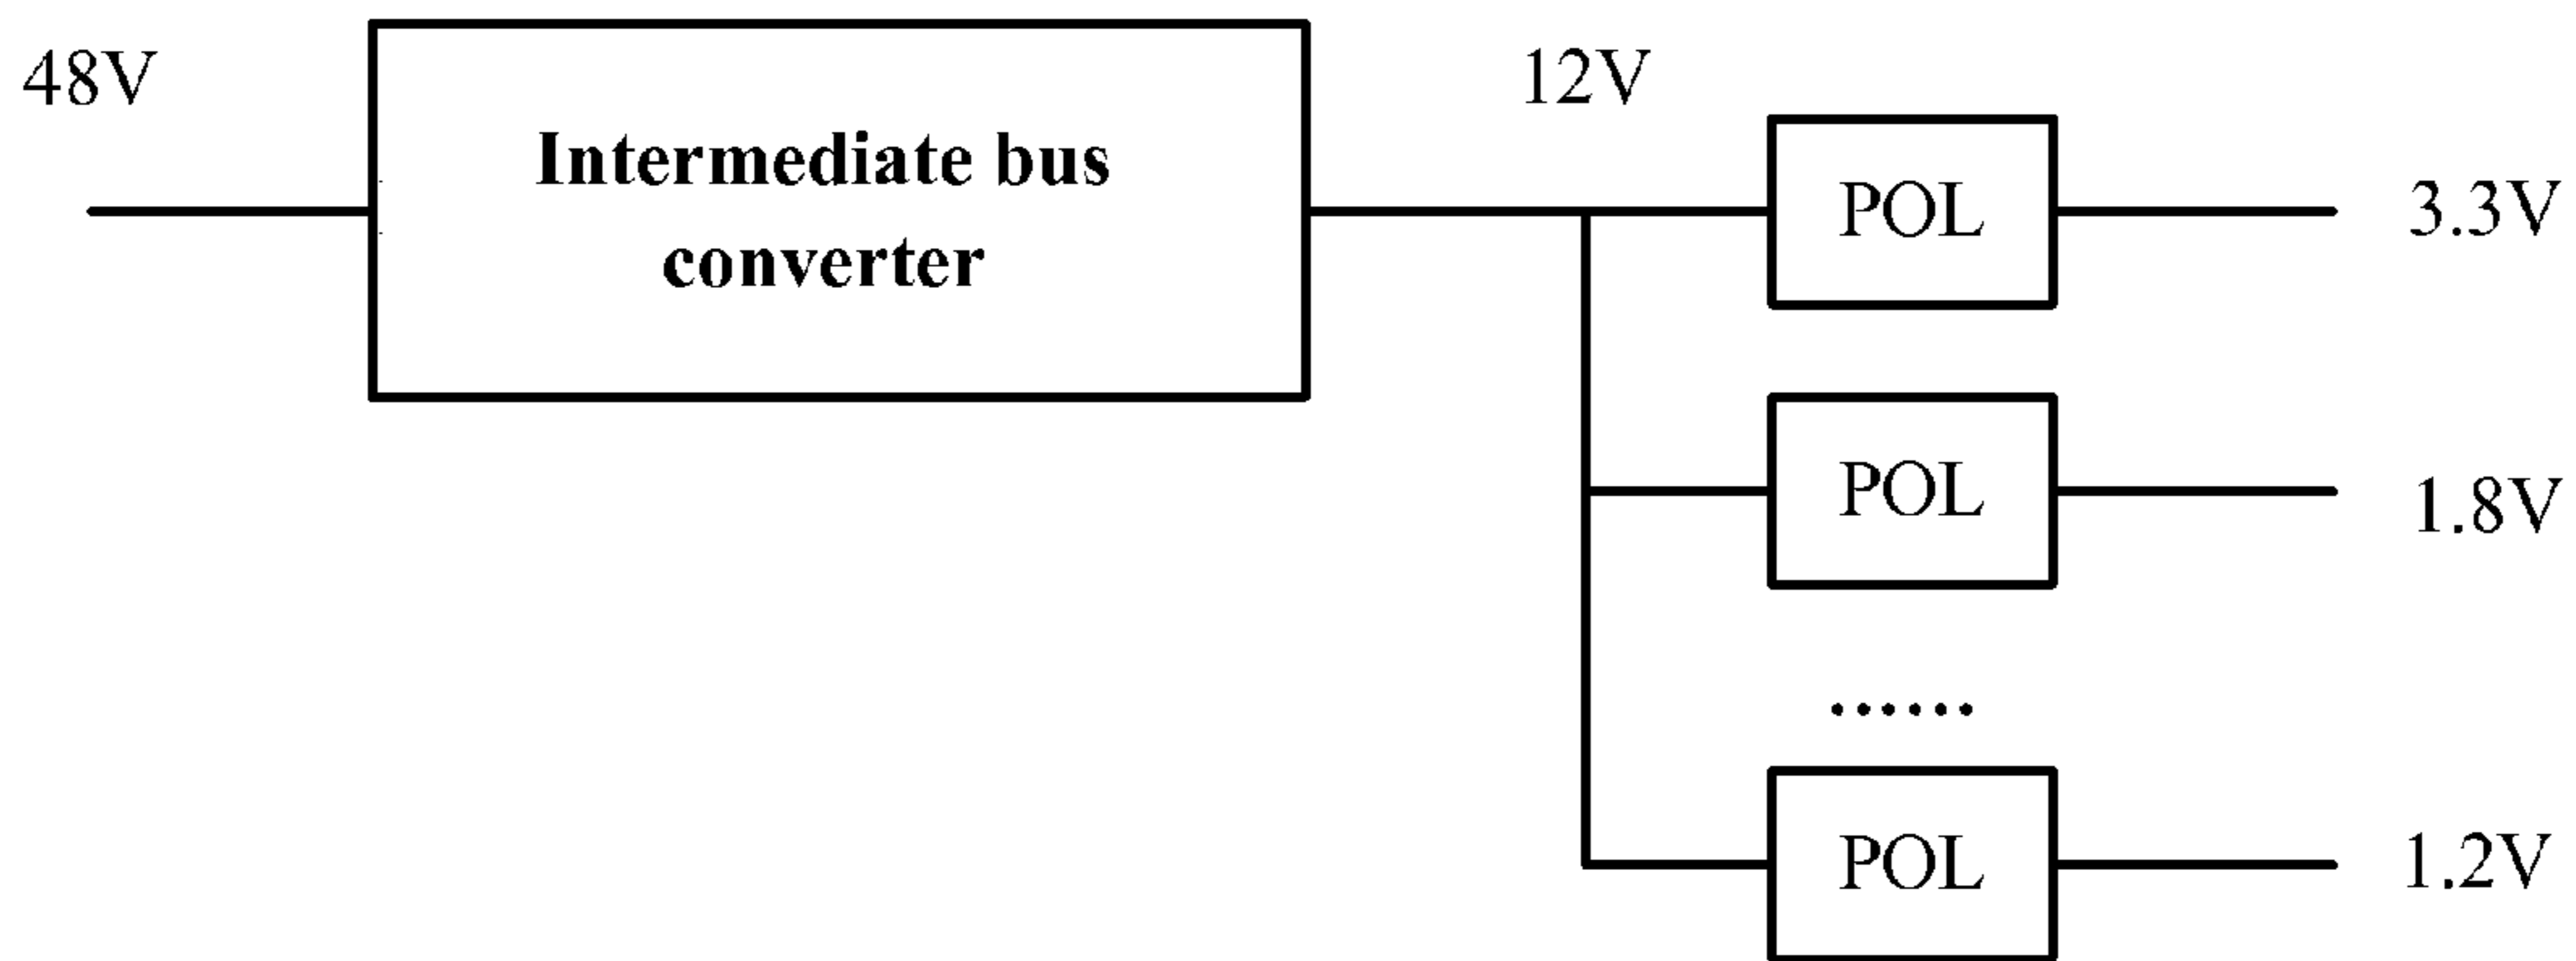 48V
Intermediate bus
converter
12V
POL
3.3V
POL
1.8V
......
POL
1.2V